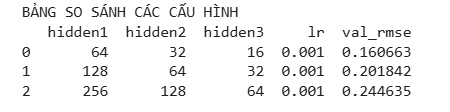 BẢNG SO SÁNH CÁC CẤU HÌNH
hidden1 hidden2 hidden3 lr val_rmse
0 64 32 16 0.001 0.160663
1 128 64 32 0.001 0.201842
2 256 128 64 0.001 0.244635